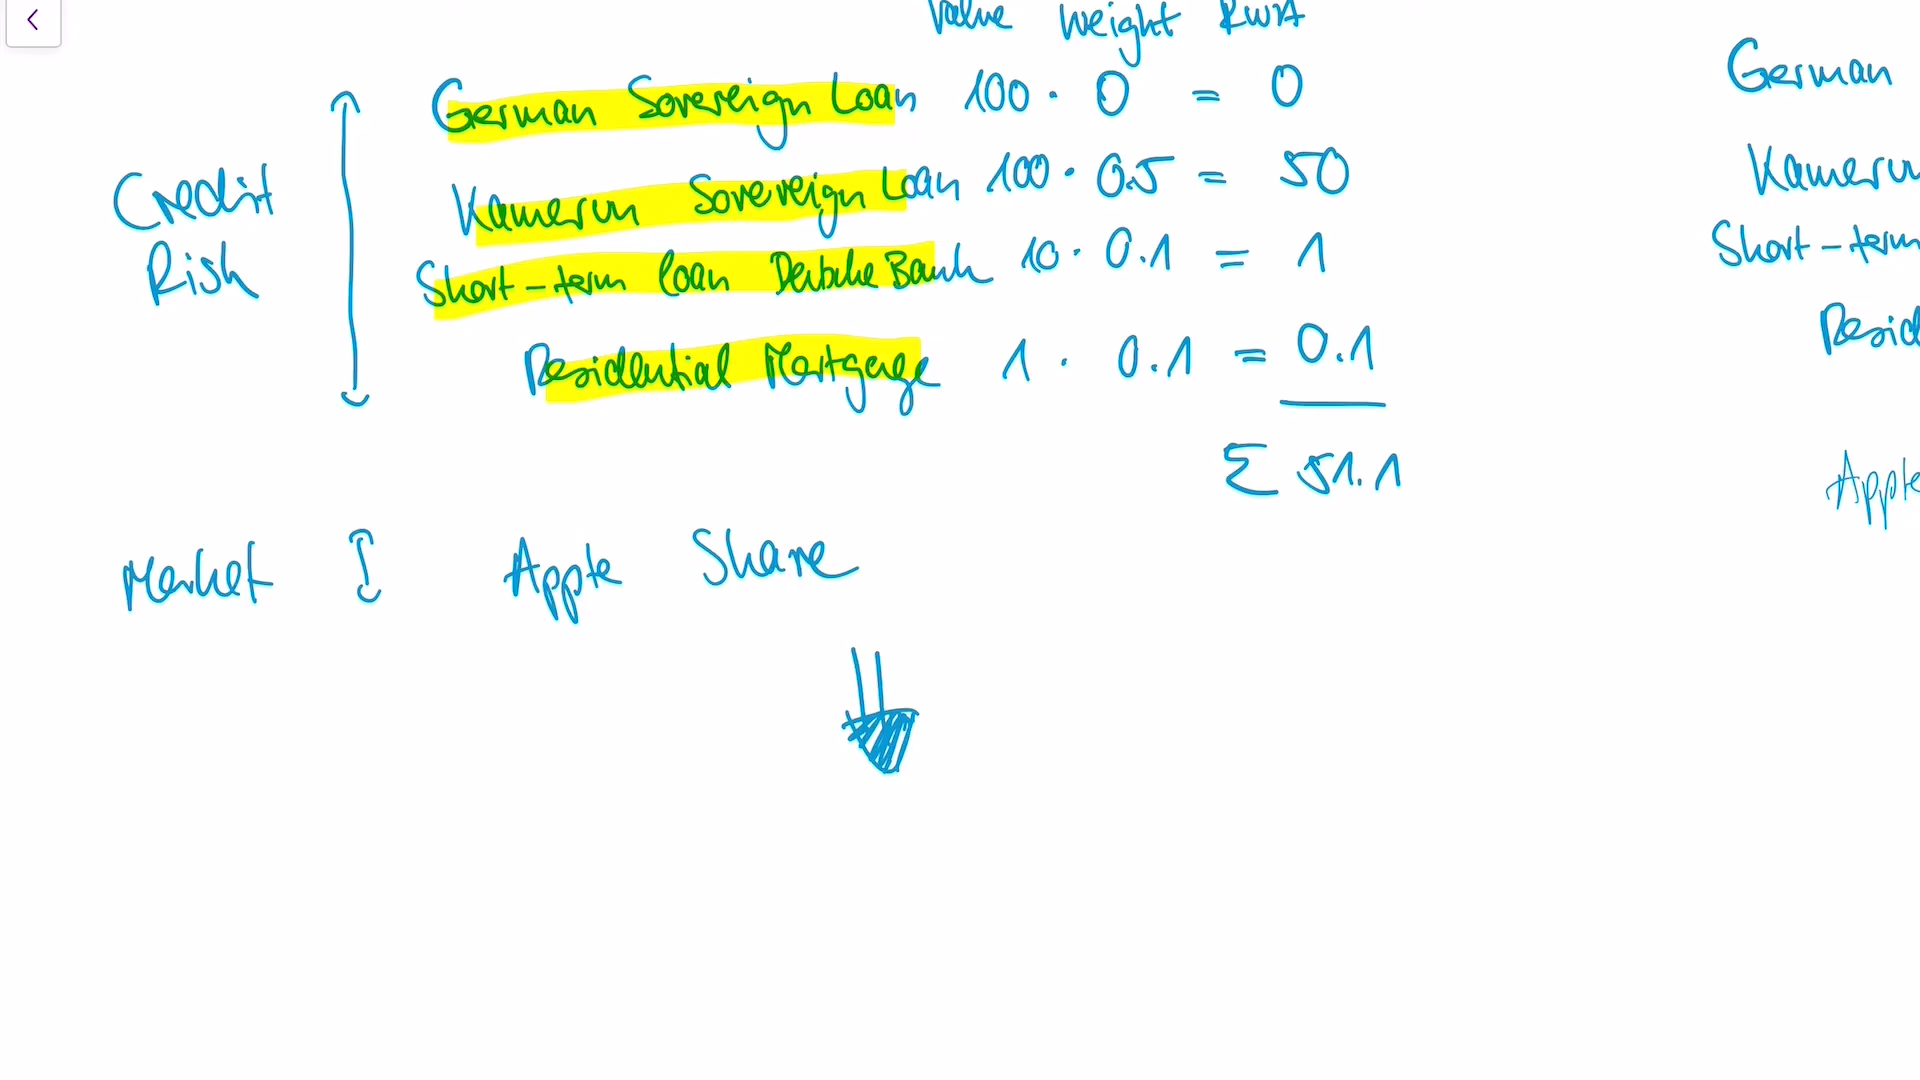 Value Weight RWA
German Sovereign Loan 100 · 0 = 0
Kamerun Sovereign Loan 100 · 0.5 = 50
Short-term loan Deutsche Bank 10 · 0.1 = 1
Residential Mortgage 1 · 0.1 = 0.1
Σ 51.1
Credit
Risk
Market
Apple Share
German
Kamerun
Short-term
Resid
Apple